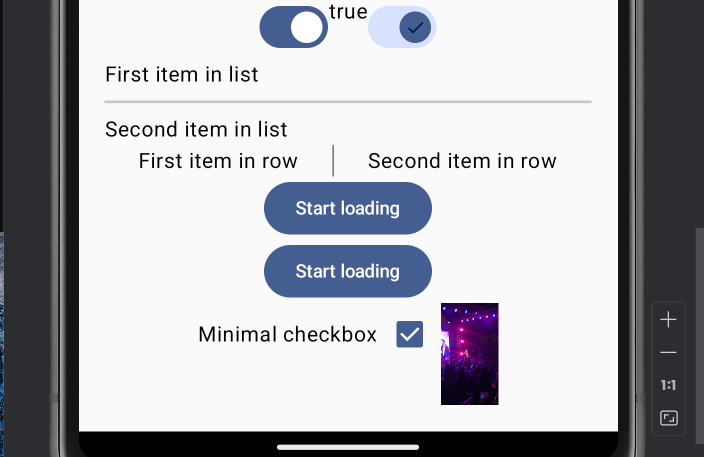 true
First item in list
Second item in list
First item in row Second item in row
Start loading
Start loading
Minimal checkbox
1:1